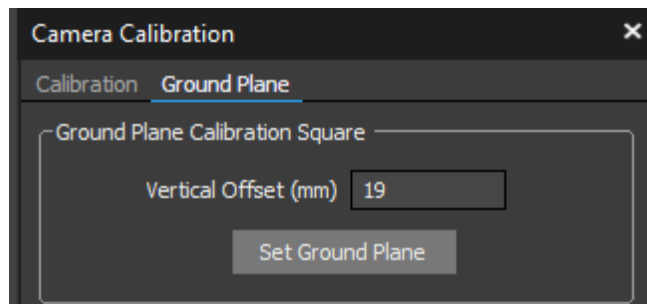 Camera Calibration
Calibration Ground Plane
Ground Plane Calibration Square
Vertical Offset (mm) 19
Set Ground Plane